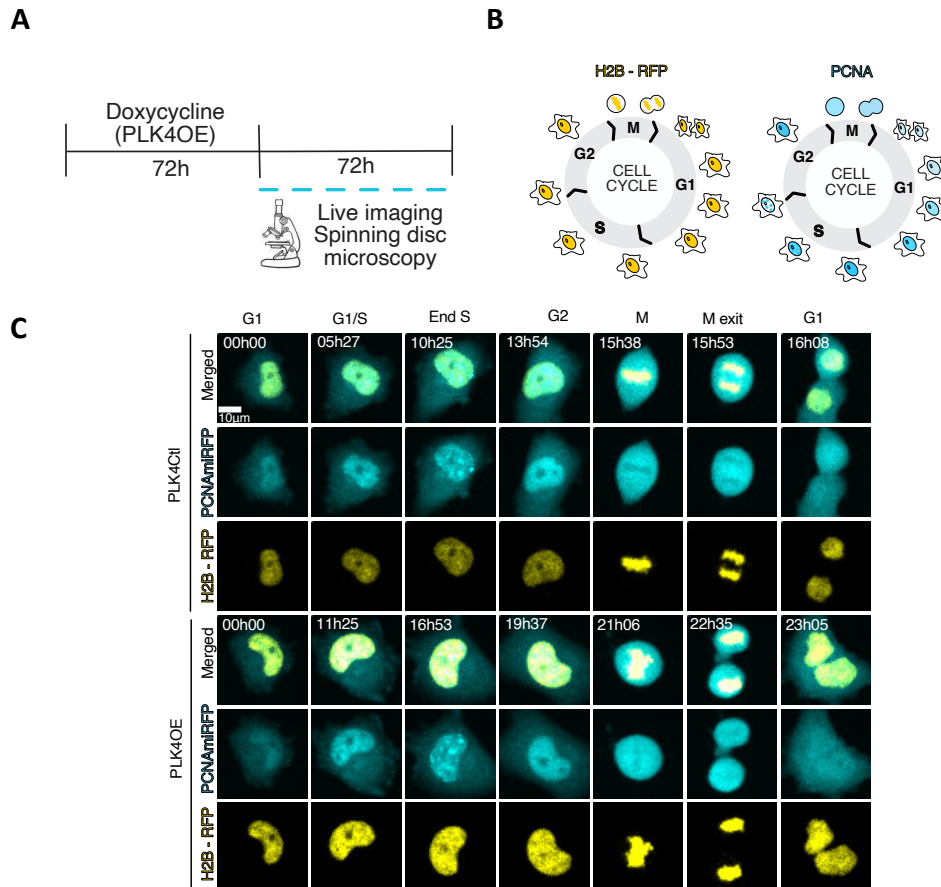 A
Doxycycline
(PLK4OE)
72h
72h
Live imaging
Spinning disc
microscopy
B
H2B - RFP
M
G2
G1
S
CELL
CYCLE
PCNA
M
G2
G1
S
CELL
CYCLE
C
G1
G1/S
End S
G2
M
M exit
G1
PLK4Ctl
Merged
00h00
05h27
10h25
13h54
15h38
15h53
16h08
10µm
PCNAmiRFP
H2B - RFP
PLK4OE
Merged
00h00
11h25
16h53
19h37
21h06
22h35
23h05
PCNAmiRFP
H2B - RFP